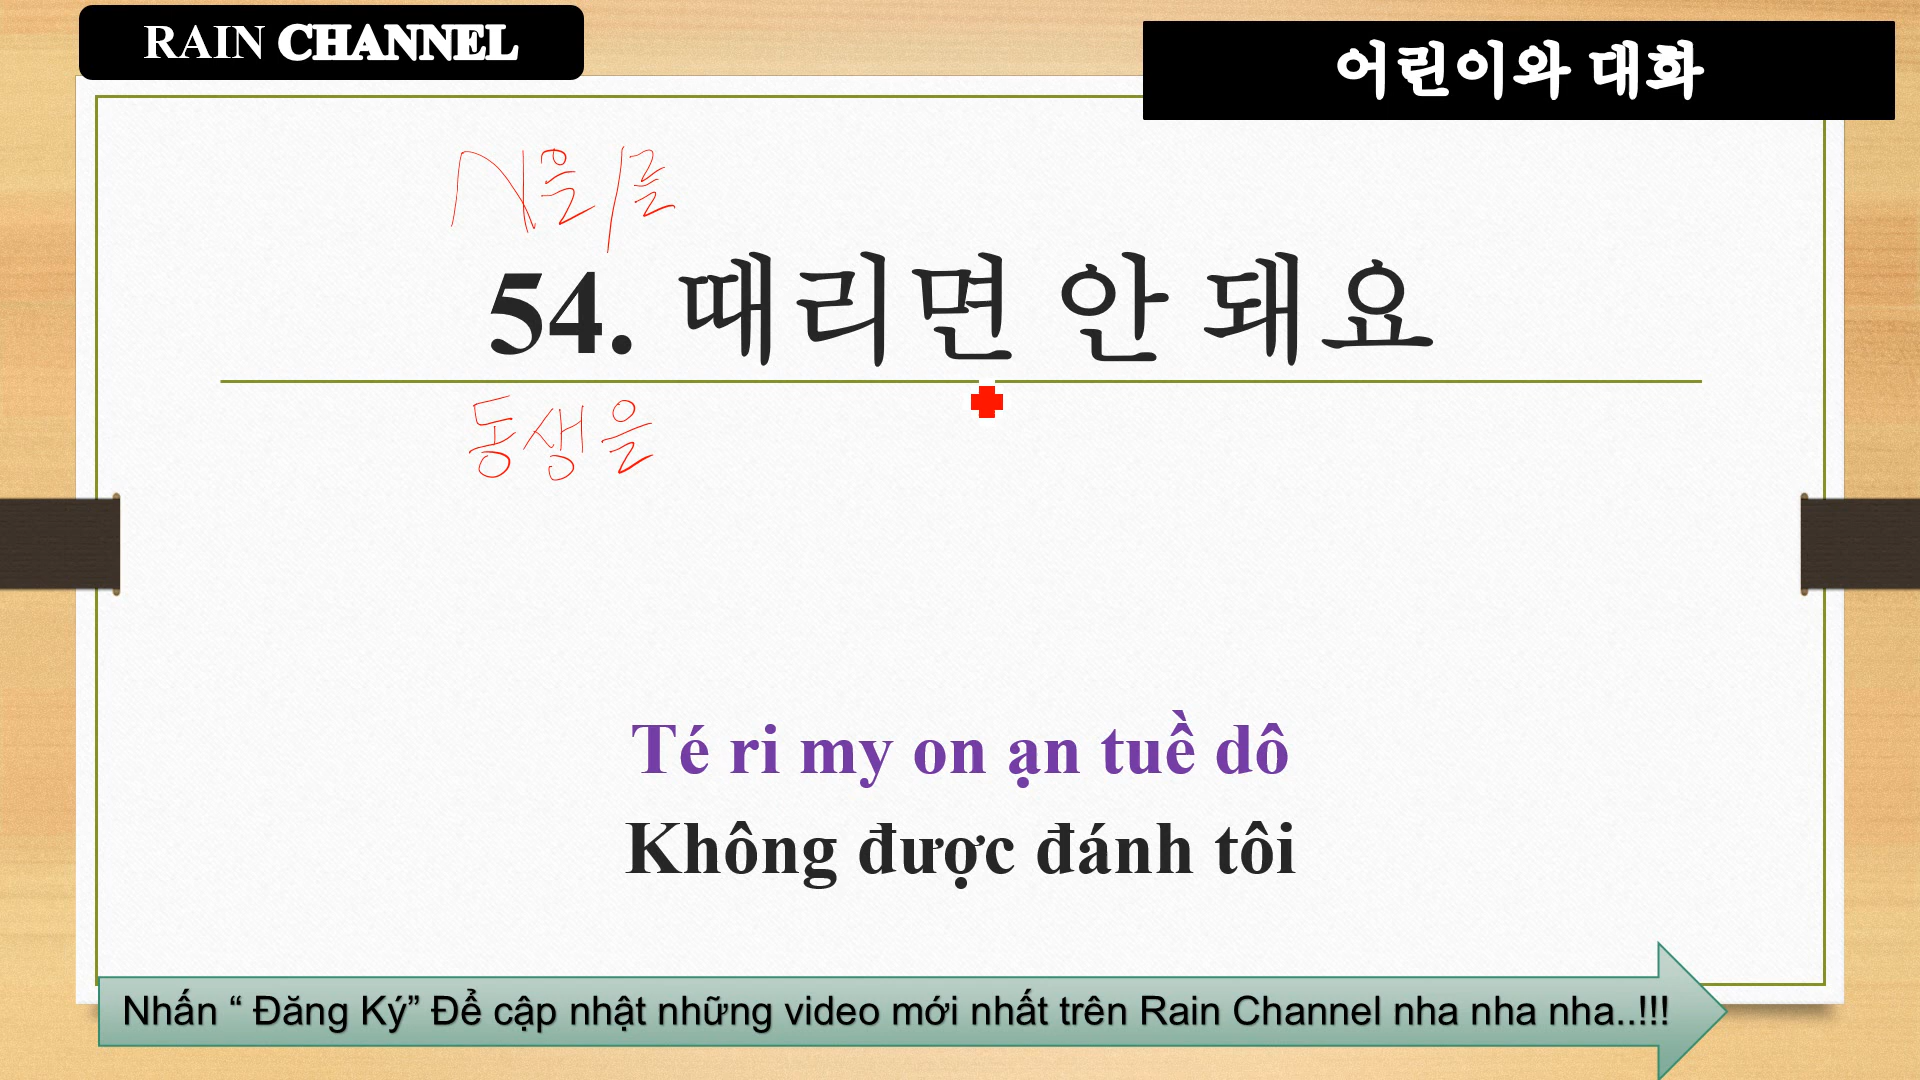 RAIN CHANNEL
어린이와 대화
N을/를
54. 때리면 안 돼요
동생을
Té ri my on ạn tuề dô
Không được đánh tôi
Nhấn “ Đăng Ký” Để cập nhật những video mới nhất trên Rain Channel nha nha nha..!!!